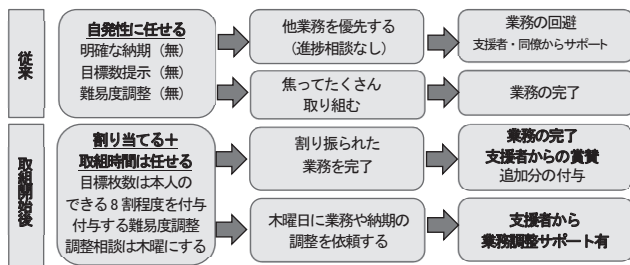 従来
自発性に任せる
明確な納期（無）
目標数提示（無）
難易度調整（無）
他業務を優先する
（進捗相談なし）
業務の回避
支援者・同僚からサポート
焦ってたくさん
取り組む
業務の完了
取組開始後
割り当てる＋
取組時間は任せる
目標枚数は本人の
できる８割程度を付与
付与する難易度調整
調整相談は木曜にする
割り振られた
業務を完了
業務の完了
支援者からの賞賛
追加分の付与
木曜日に業務や納期の
調整を依頼する
支援者から
業務調整サポート有